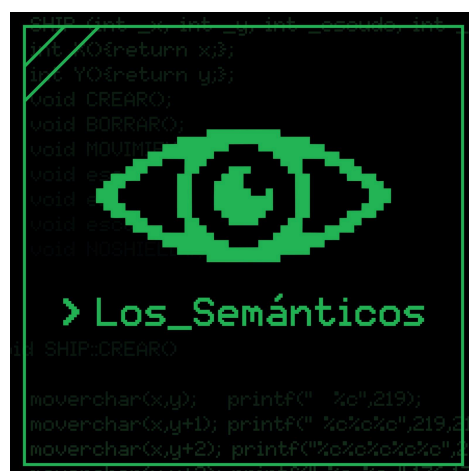 SHIP (int _x, int _y, int _escudo, int _
int X(){return x;};
int Y(){return y;};
void CREAR();
void BORRAR();
void
void
void
void
void
> Los_Semánticos
SHIP::CREAR()
moverchar(x,y); printf(" %c",219);
moverchar(x,y+1); printf(" %c%c%c",219,2
moverchar(x,y+2); printf("%c%c%c%c%c",2